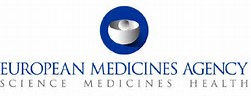 EUROPEAN MEDICINES AGENCY
SCIENCE MEDICINES HEALTH